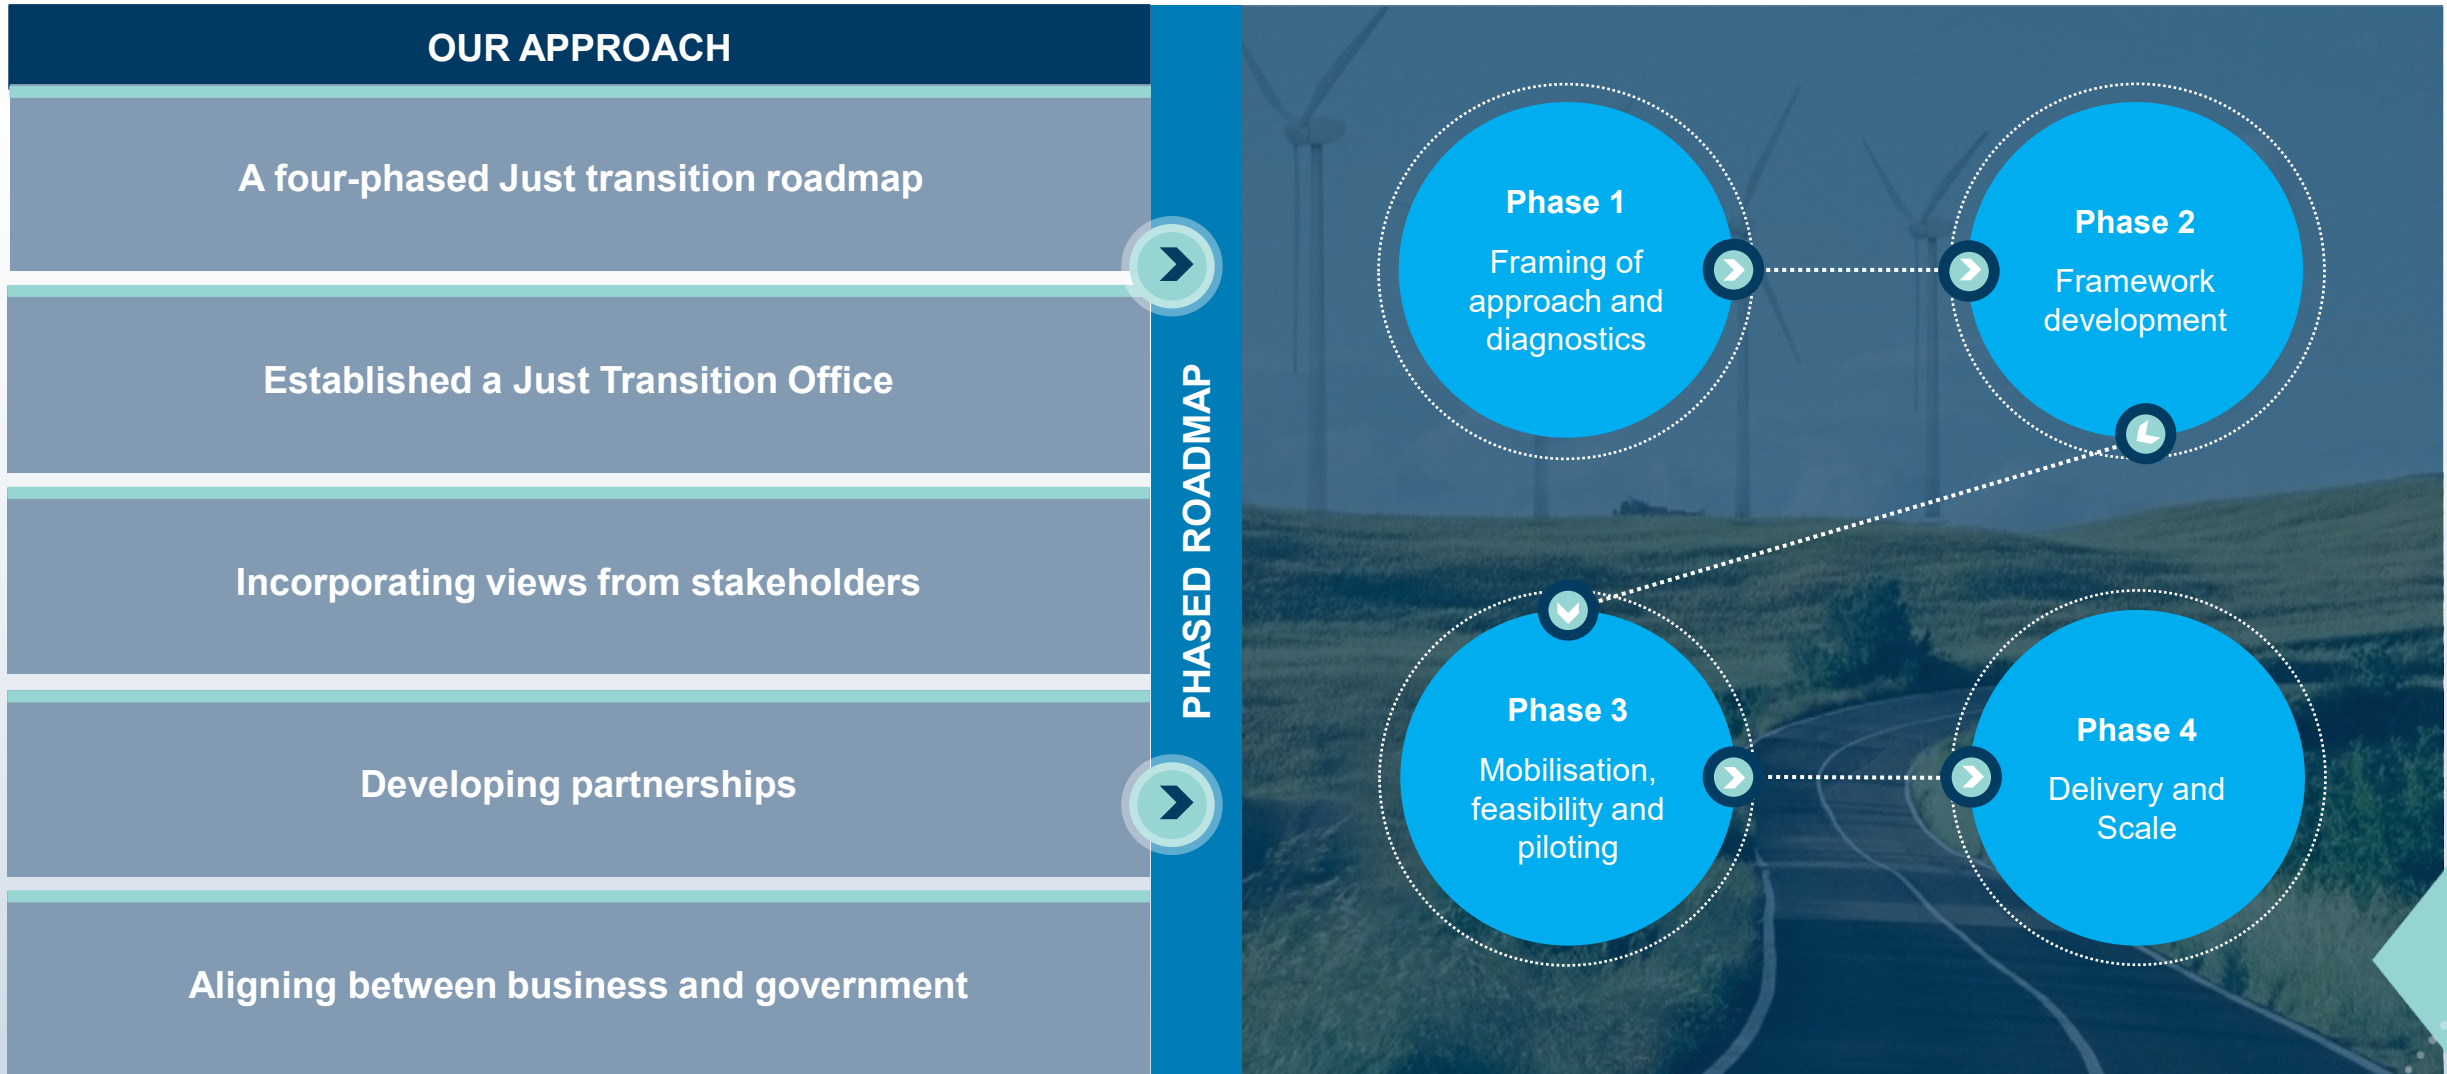 OUR APPROACH
A four-phased Just transition roadmap
Established a Just Transition Office
Incorporating views from stakeholders
Developing partnerships
Aligning between business and government
PHASED ROADMAP
Phase 1
Framing of
approach and
diagnostics
Phase 2
Framework
development
Phase 3
Mobilisation,
feasibility and
piloting
Phase 4
Delivery and
Scale